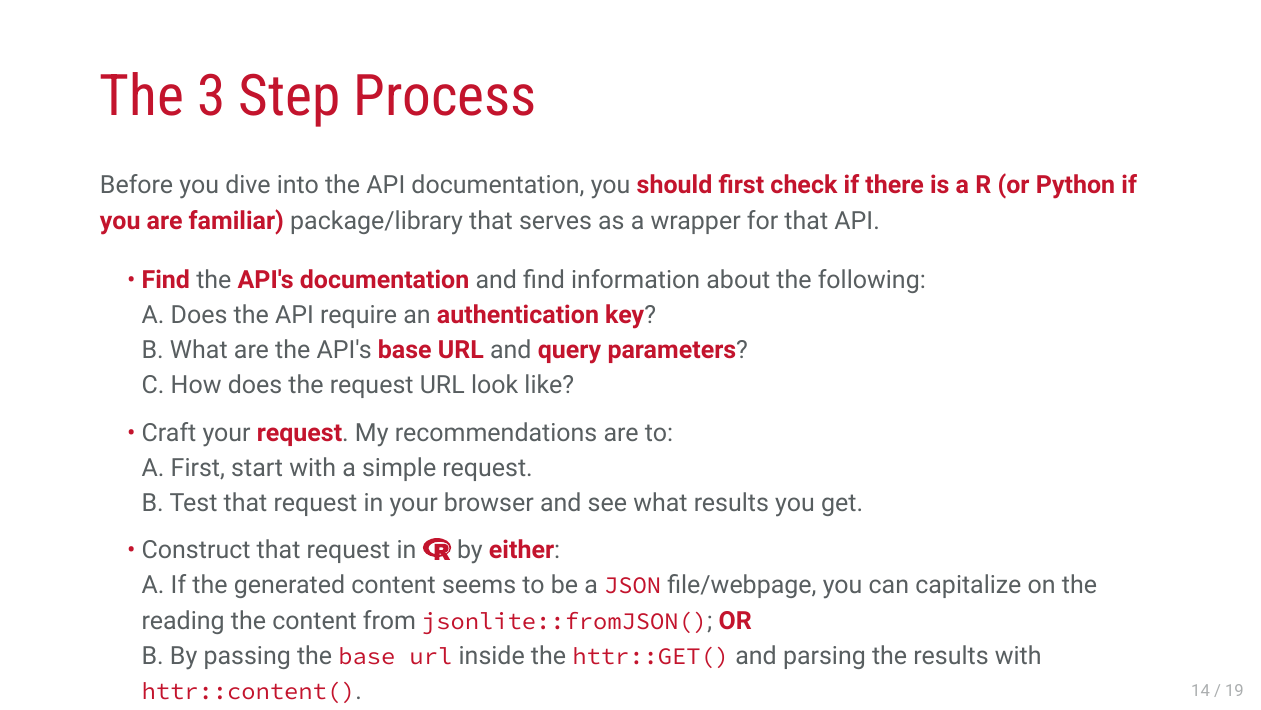 The 3 Step Process
Before you dive into the API documentation, you should first check if there is a R (or Python if
you are familiar) package/library that serves as a wrapper for that API.
• Find the API's documentation and find information about the following:
A. Does the API require an authentication key?
B. What are the API's base URL and query parameters?
C. How does the request URL look like?
• Craft your request. My recommendations are to:
A. First, start with a simple request.
B. Test that request in your browser and see what results you get.
• Construct that request in R by either:
A. If the generated content seems to be a JSON file/webpage, you can capitalize on the
reading the content from jsonlite::fromJSON(); OR
B. By passing the base url inside the httr::GET() and parsing the results with
httr::content().
14 / 19